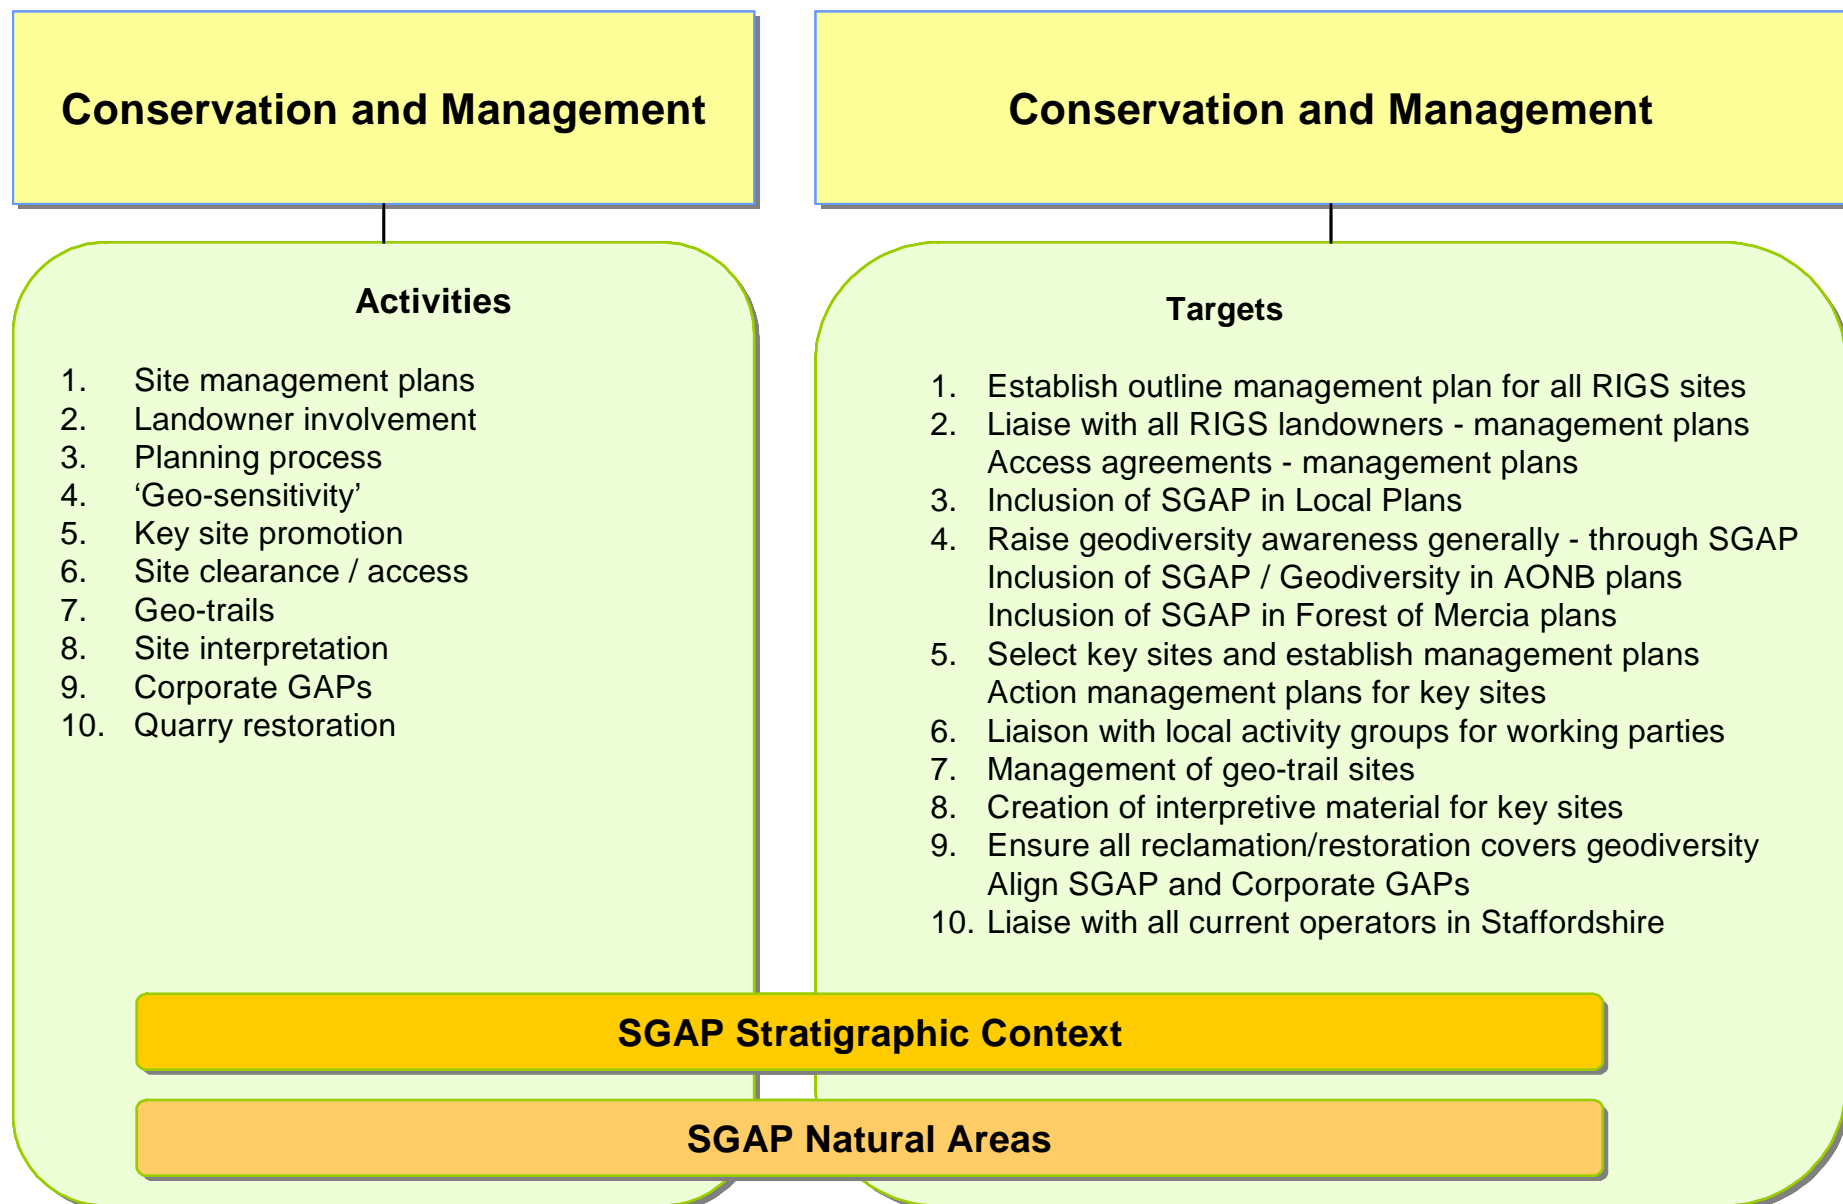 Conservation and Management
Activities
1. Site management plans
2. Landowner involvement
3. Planning process
4. ‘Geo-sensitivity’
5. Key site promotion
6. Site clearance / access
7. Geo-trails
8. Site interpretation
9. Corporate GAPs
10. Quarry restoration
Conservation and Management
Targets
1. Establish outline management plan for all RIGS sites
2. Liaise with all RIGS landowners - management plans
Access agreements - management plans
3. Inclusion of SGAP in Local Plans
4. Raise geodiversity awareness generally - through SGAP
Inclusion of SGAP / Geodiversity in AONB plans
Inclusion of SGAP in Forest of Mercia plans
5. Select key sites and establish management plans
Action management plans for key sites
6. Liaison with local activity groups for working parties
7. Management of geo-trail sites
8. Creation of interpretive material for key sites
9. Ensure all reclamation/restoration covers geodiversity
Align SGAP and Corporate GAPs
10. Liaise with all current operators in Staffordshire
SGAP Stratigraphic Context
SGAP Natural Areas